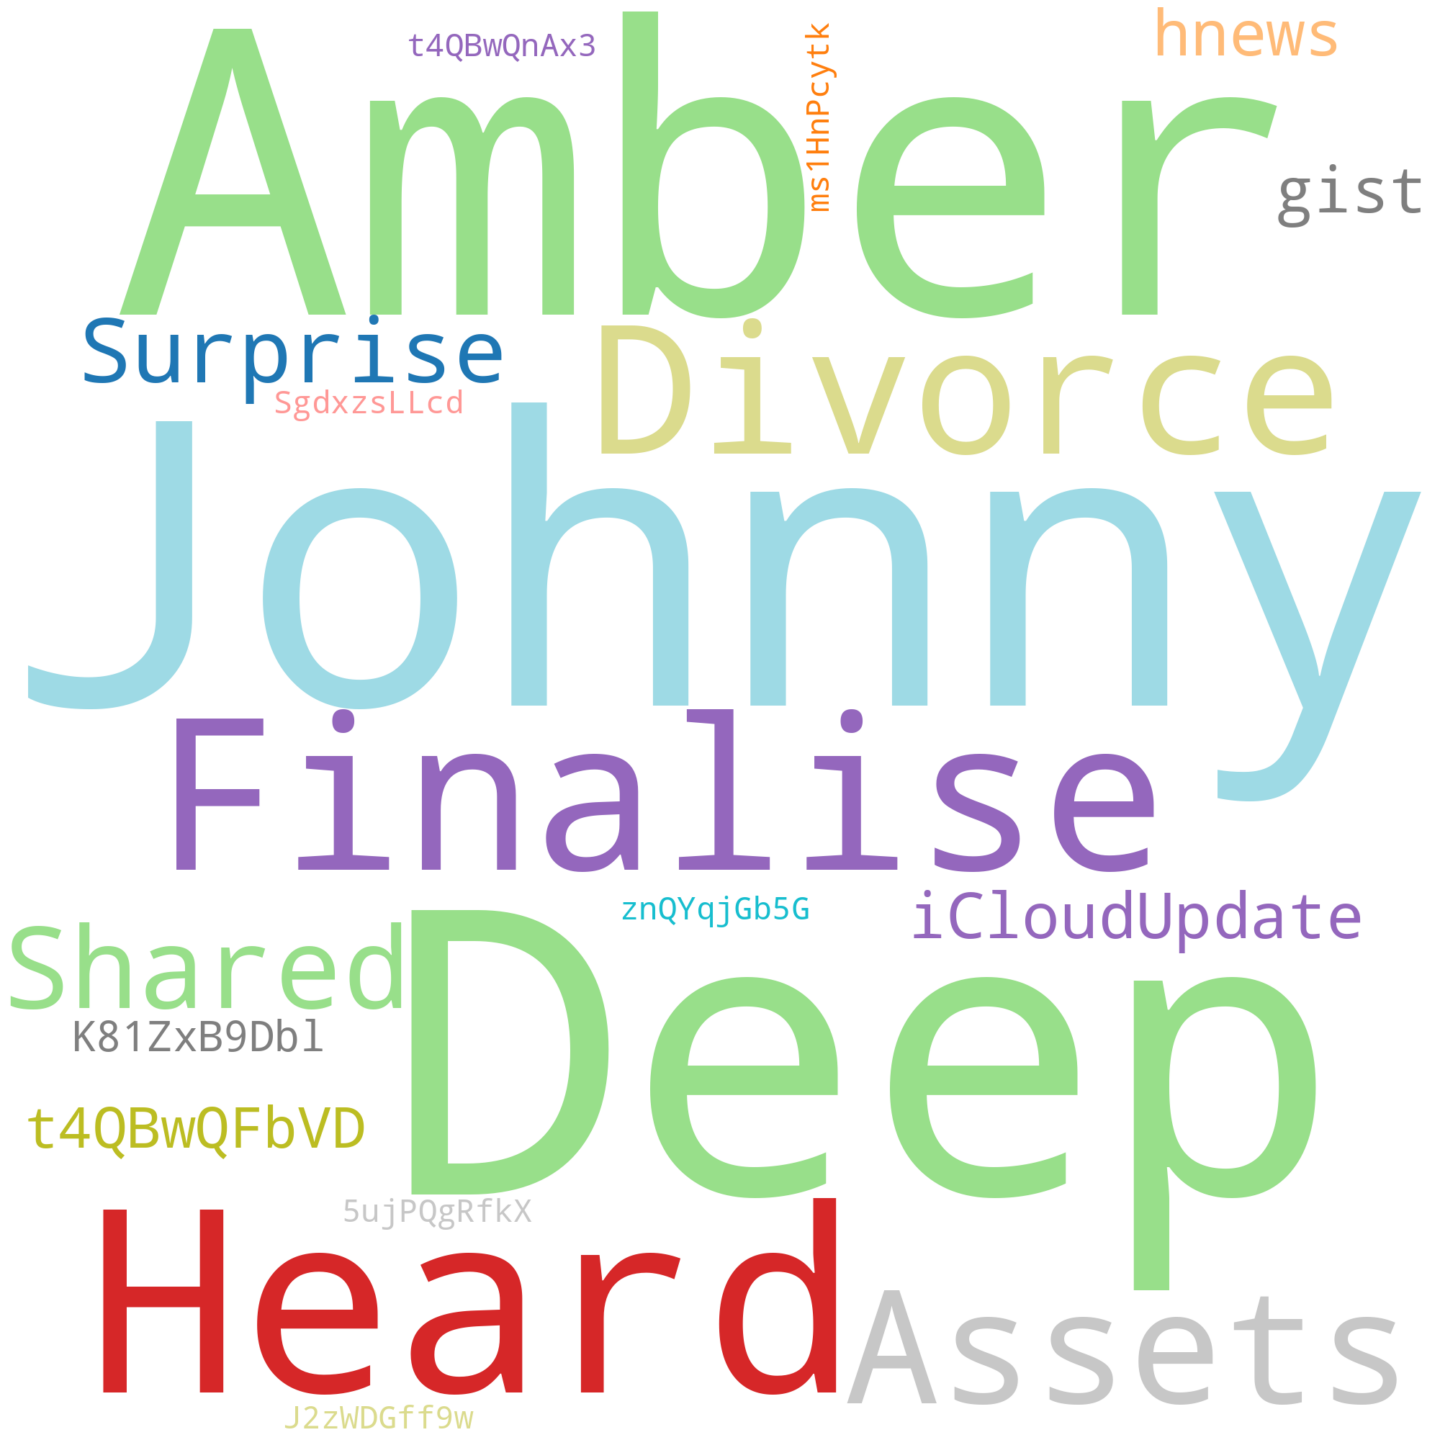 t4QBwQnAx3
ms1HnPcytk
hnews
Amber
gist
Surprise
Divorce
SgdxzsLLcd
Johnny
Finalise
znQYqjGb5G
iCloudUpdate
Shared
Deep
K81ZxB9Dbl
t4QBwQFbVD
5ujPQgRfkX
Heard
Assets
J2zWDGff9w